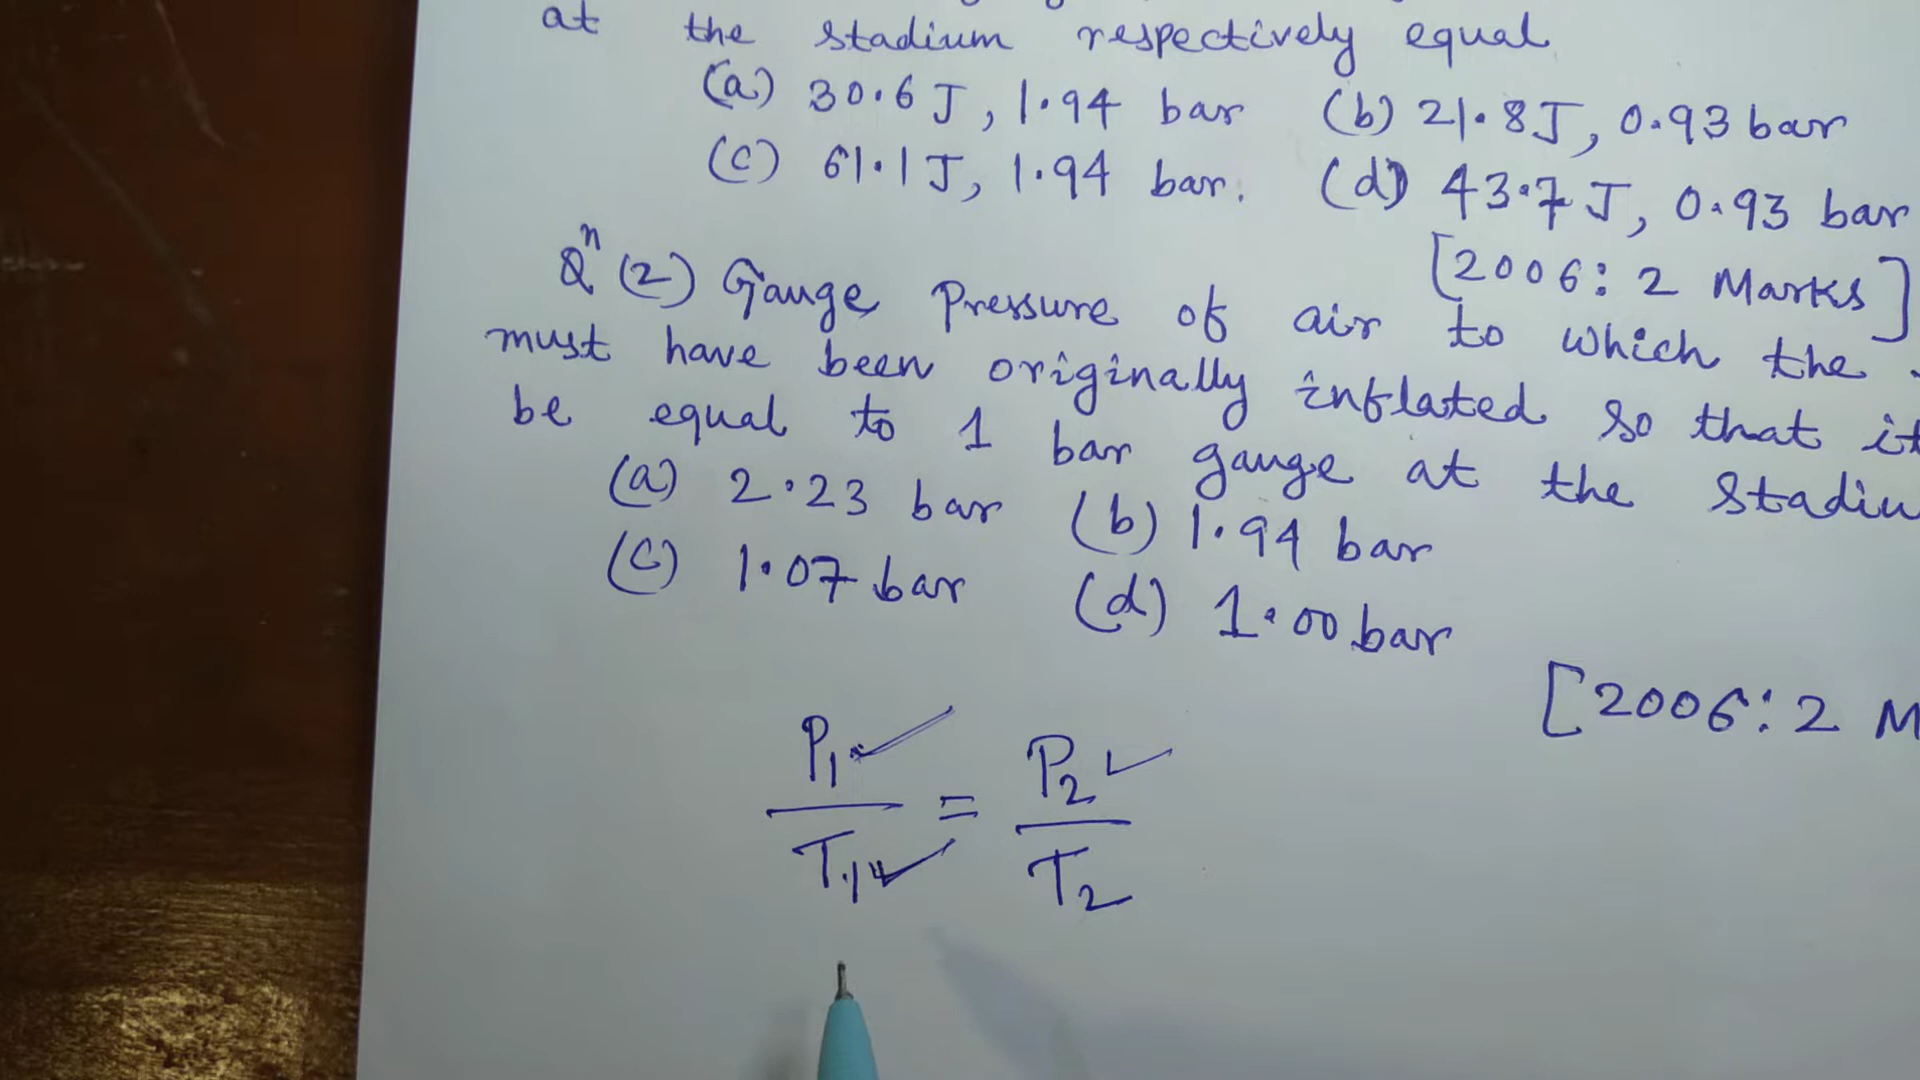 at the stadium respectively equal
(a) 30.6 J, 1.94 bar (b) 21.8 J, 0.93 bar
(c) 61.1 J, 1.94 bar. (d) 43.7 J, 0.93 bar
[2006: 2 Marks]
Qⁿ (2) Gauge Pressure of air to which the
must have been originally inflated so that it
be equal to 1 bar gauge at the Stadiu
(a) 2.23 bar (b) 1.94 bar
(c) 1.07 bar (d) 1.00 bar
[2006: 2 M
P₁ ✓ = P₂ ✓
T₁ ✓ T₂